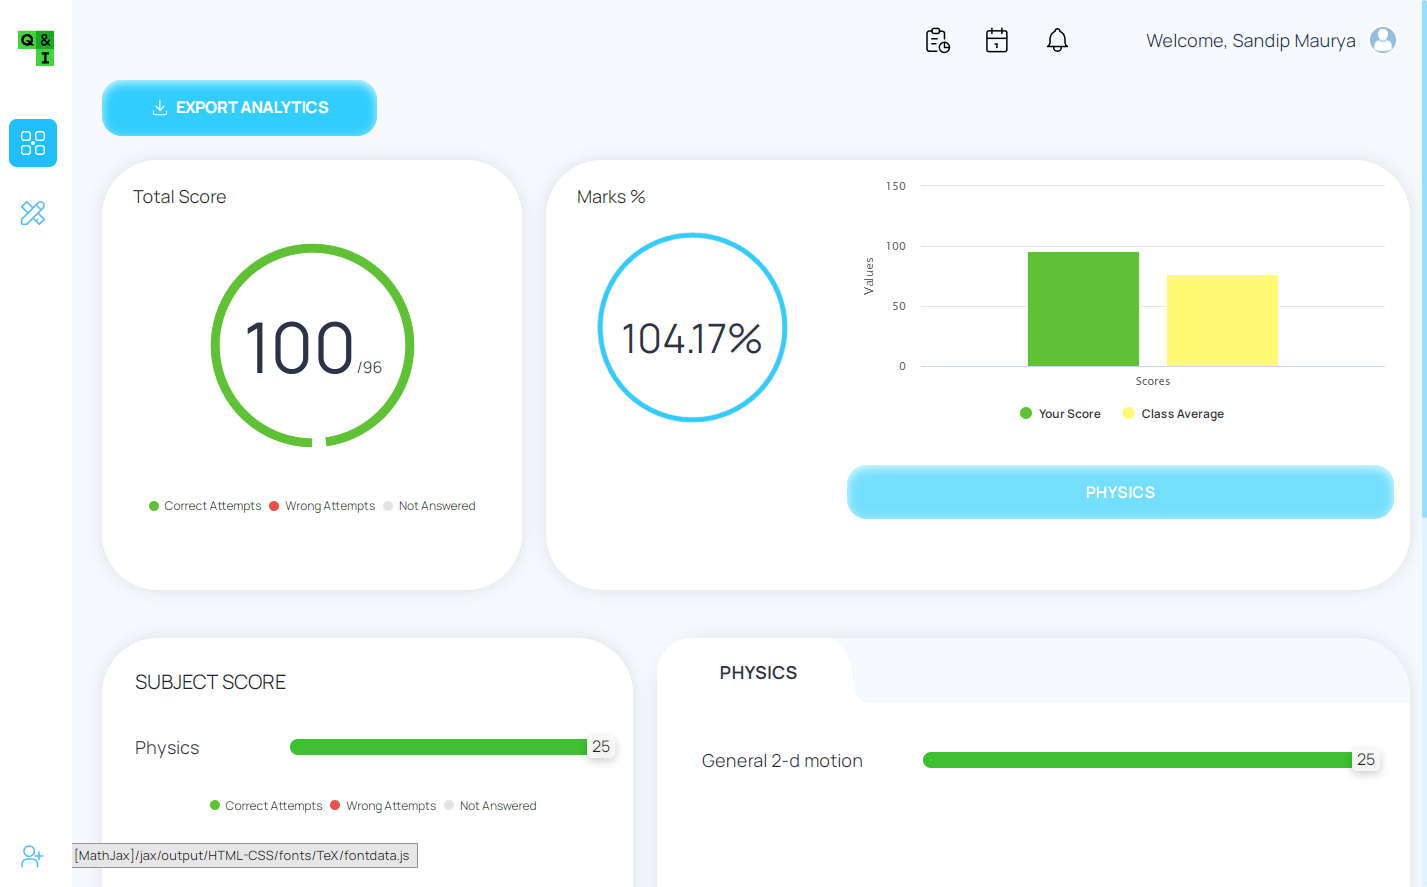 Q &
I
Welcome, Sandip Maurya
EXPORT ANALYTICS
Total Score
100/96
Correct Attempts Wrong Attempts Not Answered
Marks %
104.17%
150
100
50
0
Values
Scores
Your Score Class Average
PHYSICS
SUBJECT SCORE
Physics 25
Correct Attempts Wrong Attempts Not Answered
PHYSICS
General 2-d motion 25
[MathJax]/jax/output/HTML-CSS/fonts/TeX/fontdata.js